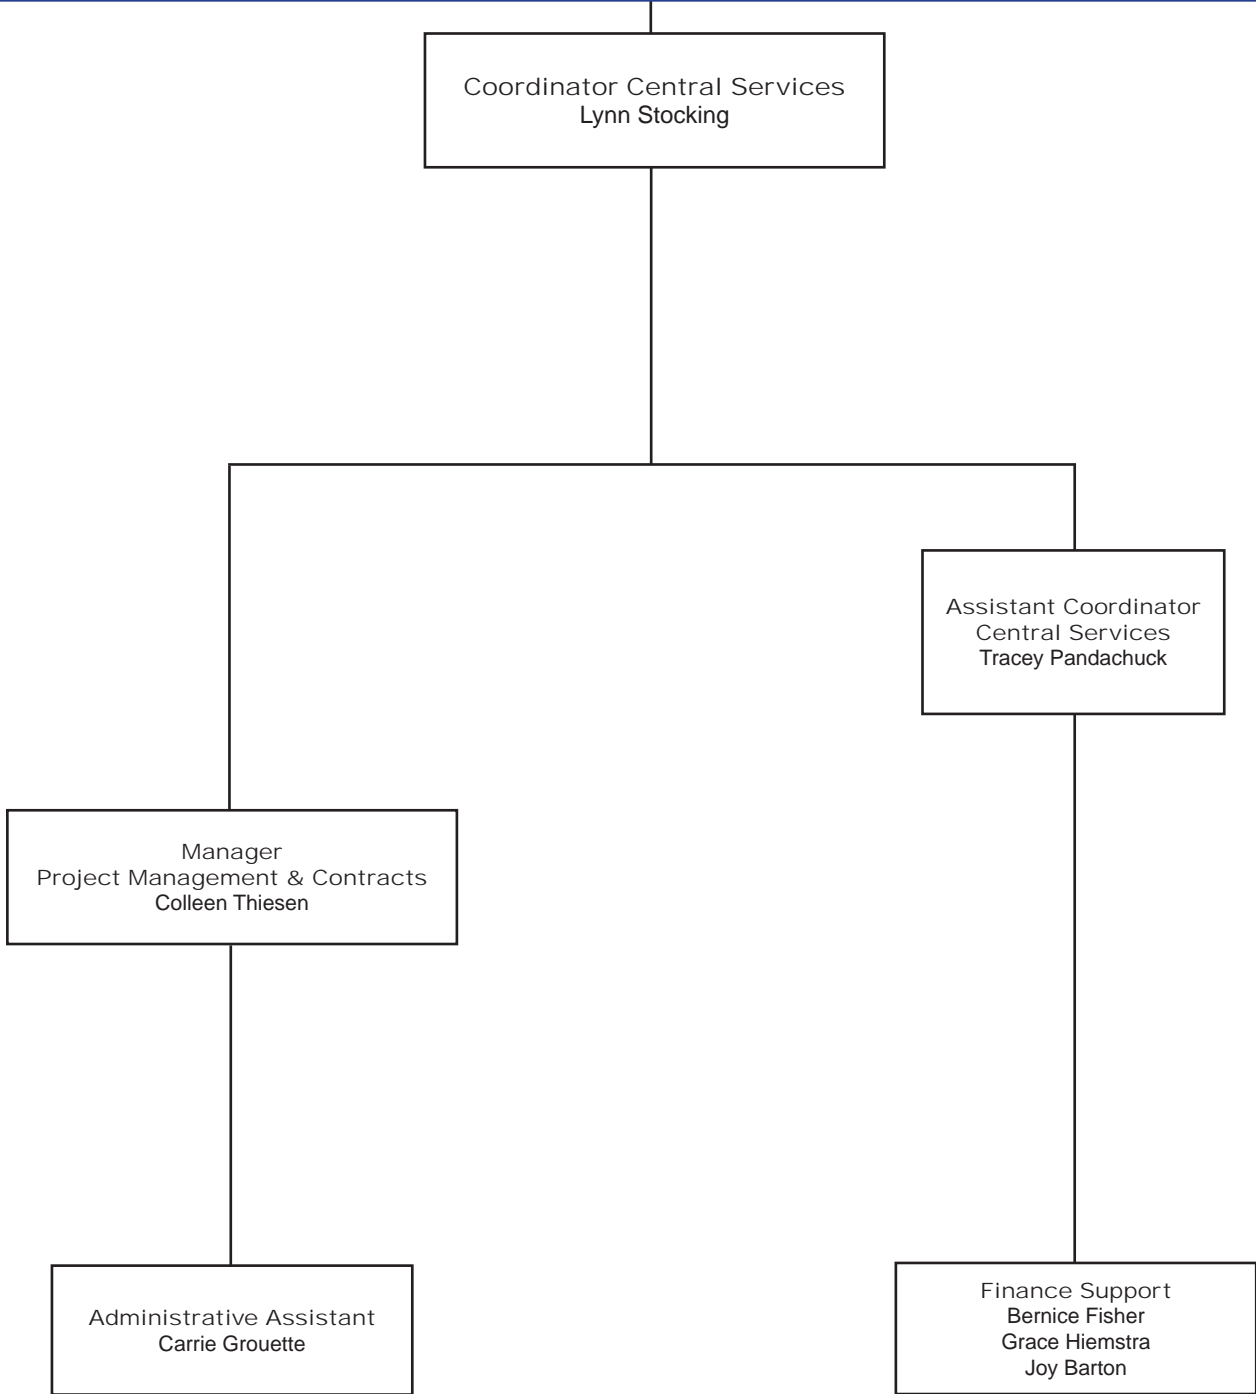 Coordinator Central Services
Lynn Stocking
Assistant Coordinator
Central Services
Tracey Pandachuck
Manager
Project Management & Contracts
Colleen Thiesen
Administrative Assistant
Carrie Grouette
Finance Support
Bernice Fisher
Grace Hiemstra
Joy Barton